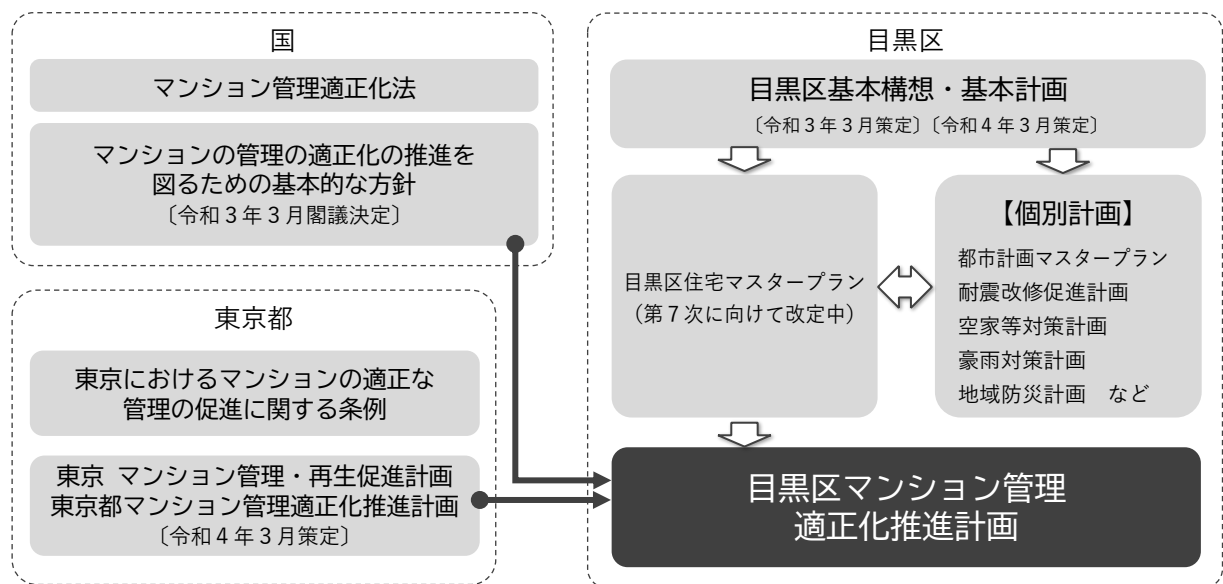 国
マンション管理適正化法
マンションの管理の適正化の推進を
図るための基本的な方針
〔令和3年3月閣議決定〕
東京都
東京におけるマンションの適正な
管理の促進に関する条例
東京 マンション管理・再生促進計画
東京都マンション管理適正化推進計画
〔令和4年3月策定〕
目黒区
目黒区基本構想・基本計画
〔令和3年3月策定〕〔令和4年3月策定〕
目黒区住宅マスタープラン
（第7次に向けて改定中）
【個別計画】
都市計画マスタープラン
耐震改修促進計画
空家等対策計画
豪雨対策計画
地域防災計画　など
目黒区マンション管理
適正化推進計画